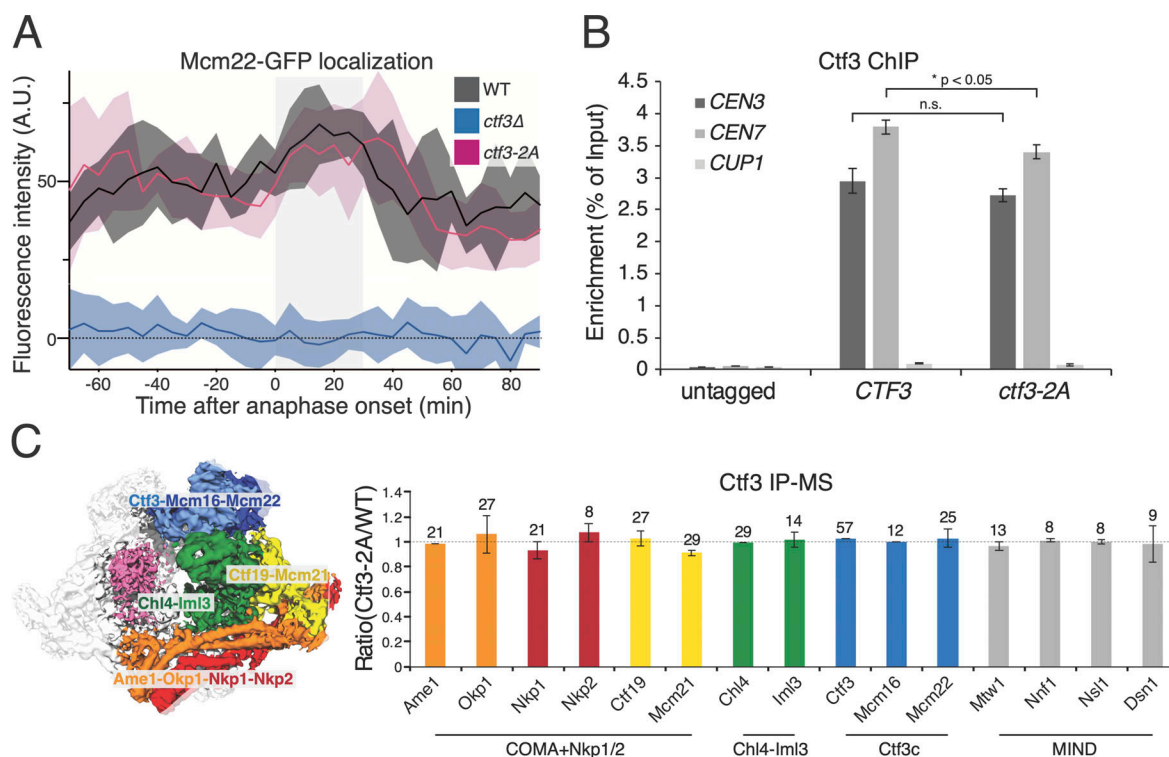 A
Mcm22-GFP localization
Fluorescence intensity (A.U.)
50
0
WT
ctf3Δ
ctf3-2A
-60 -40 -20 0 20 40 60 80
Time after anaphase onset (min)
B
Ctf3 ChIP
Enrichment (% of Input)
4.5
4
3.5
3
2.5
2
1.5
1
0.5
0
CEN3
CEN7
CUP1
* p < 0.05
n.s.
untagged CTF3 ctf3-2A
C
Ctf3-Mcm16-Mcm22
Ctf19-Mcm21
Chl4-Iml3
Ame1-Okp1-Nkp1-Nkp2
Ctf3 IP-MS
Ratio(Ctf3-2A/WT)
1.4
1.2
1
0.8
0.6
0.4
0.2
0
21 27 21 8 27 29 29 14 57 12 25 13 8 8 9
Ame1 Okp1 Nkp1 Nkp2 Ctf19 Mcm21 Chl4 Iml3 Ctf3 Mcm16 Mcm22 Mtw1 Nnf1 Nsl1 Dsn1
COMA+Nkp1/2 Chl4-Iml3 Ctf3c MIND